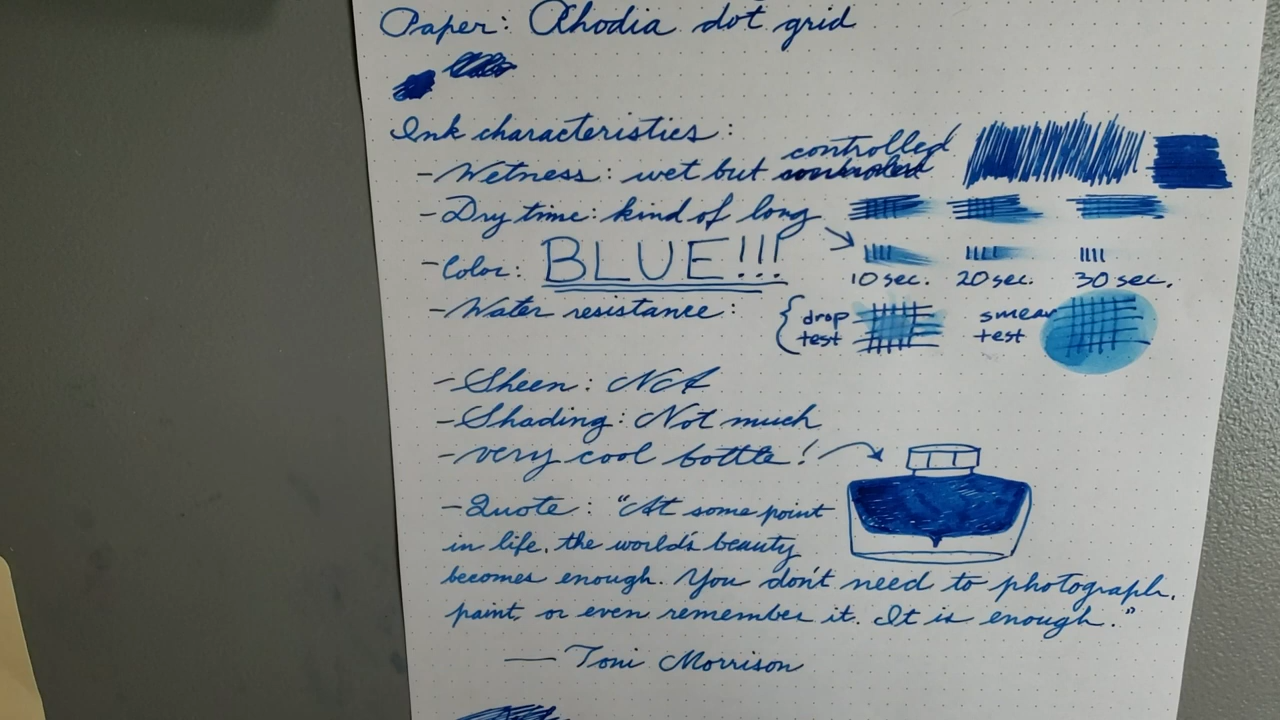 Paper: Rhodia dot grid
Ink characteristics:
- Wetness: wet but controlled
- Dry time: kind of long
10 sec. 20 sec. 30 sec.
- Color: BLUE!!!
- Water resistance: { drop test smear test
- Sheen: NA
- Shading: Not much
- very cool bottle!
- Quote: "At some point
in life, the world's beauty
becomes enough. You don't need to photograph,
paint, or even remember it. It is enough."
— Toni Morrison